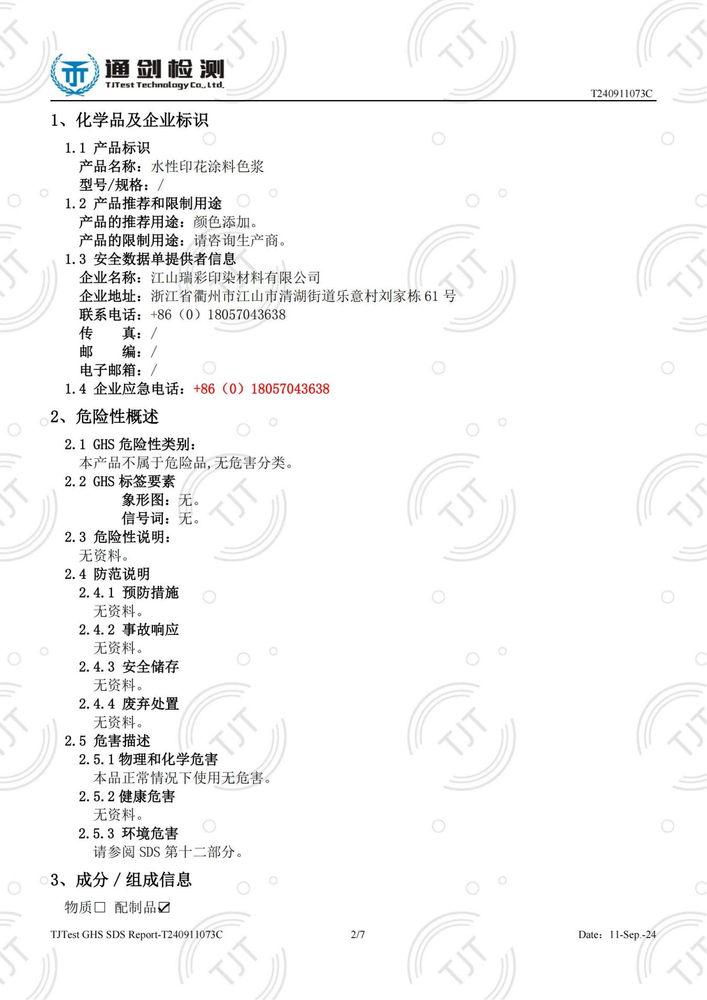 通剑检测
TJTest Technology Co., Ltd.
T240911073C
1、化学品及企业标识
1.1 产品标识
产品名称：水性印花涂料色浆
型号/规格：/
1.2 产品推荐和限制用途
产品的推荐用途：颜色添加。
产品的限制用途：请咨询生产商。
1.3 安全数据单提供者信息
企业名称：江山瑞彩印染材料有限公司
企业地址：浙江省衢州市江山市清湖街道乐意村刘家栋 61 号
联系电话：+86（0）18057043638
传　　真：/
邮　　编：/
电子邮箱：/
1.4 企业应急电话：+86（0）18057043638
2、危险性概述
2.1 GHS 危险性类别：
本产品不属于危险品,无危害分类。
2.2 GHS 标签要素
象形图：无。
信号词：无。
2.3 危险性说明：
无资料。
2.4 防范说明
2.4.1 预防措施
无资料。
2.4.2 事故响应
无资料。
2.4.3 安全储存
无资料。
2.4.4 废弃处置
无资料。
2.5 危害描述
2.5.1 物理和化学危害
本品正常情况下使用无危害。
2.5.2 健康危害
无资料。
2.5.3 环境危害
请参阅 SDS 第十二部分。
3、成分/组成信息
物质□ 配制品☑
TJTest GHS SDS Report-T240911073C 2/7 Date：11-Sep.-24